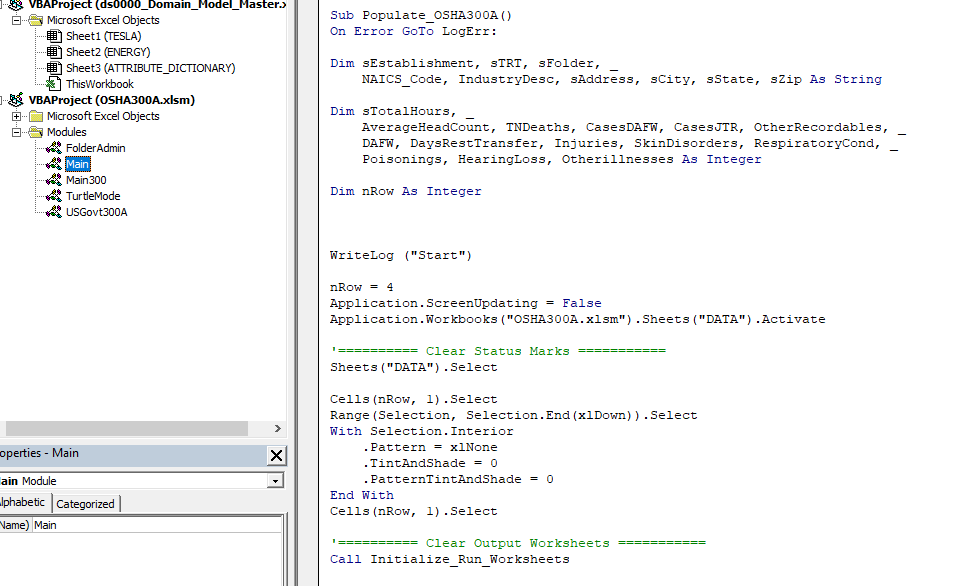 VBAProject (ds0000_Domain_Model_Master.x
Microsoft Excel Objects
Sheet1 (TESLA)
Sheet2 (ENERGY)
Sheet3 (ATTRIBUTE_DICTIONARY)
ThisWorkbook
VBAProject (OSHA300A.xlsm)
Microsoft Excel Objects
Modules
FolderAdmin
Main
Main300
TurtleMode
USGovt300A
operties - Main
ain Module
lphabetic Categorized
Name) Main
Sub Populate_OSHA300A()
On Error GoTo LogErr:
Dim sEstablishment, sTRT, sFolder, _
NAICS_Code, IndustryDesc, sAddress, sCity, sState, sZip As String
Dim sTotalHours, _
AverageHeadCount, TNDeaths, CasesDAFW, CasesJTR, OtherRecordables, _
DAFW, DaysRestTransfer, Injuries, SkinDisorders, RespiratoryCond, _
Poisonings, HearingLoss, Otherillnesses As Integer
Dim nRow As Integer
WriteLog ("Start")
nRow = 4
Application.ScreenUpdating = False
Application.Workbooks("OSHA300A.xlsm").Sheets("DATA").Activate
'========== Clear Status Marks ===========
Sheets("DATA").Select
Cells(nRow, 1).Select
Range(Selection, Selection.End(xlDown)).Select
With Selection.Interior
.Pattern = xlNone
.TintAndShade = 0
.PatternTintAndShade = 0
End With
Cells(nRow, 1).Select
'========== Clear Output Worksheets ===========
Call Initialize_Run_Worksheets